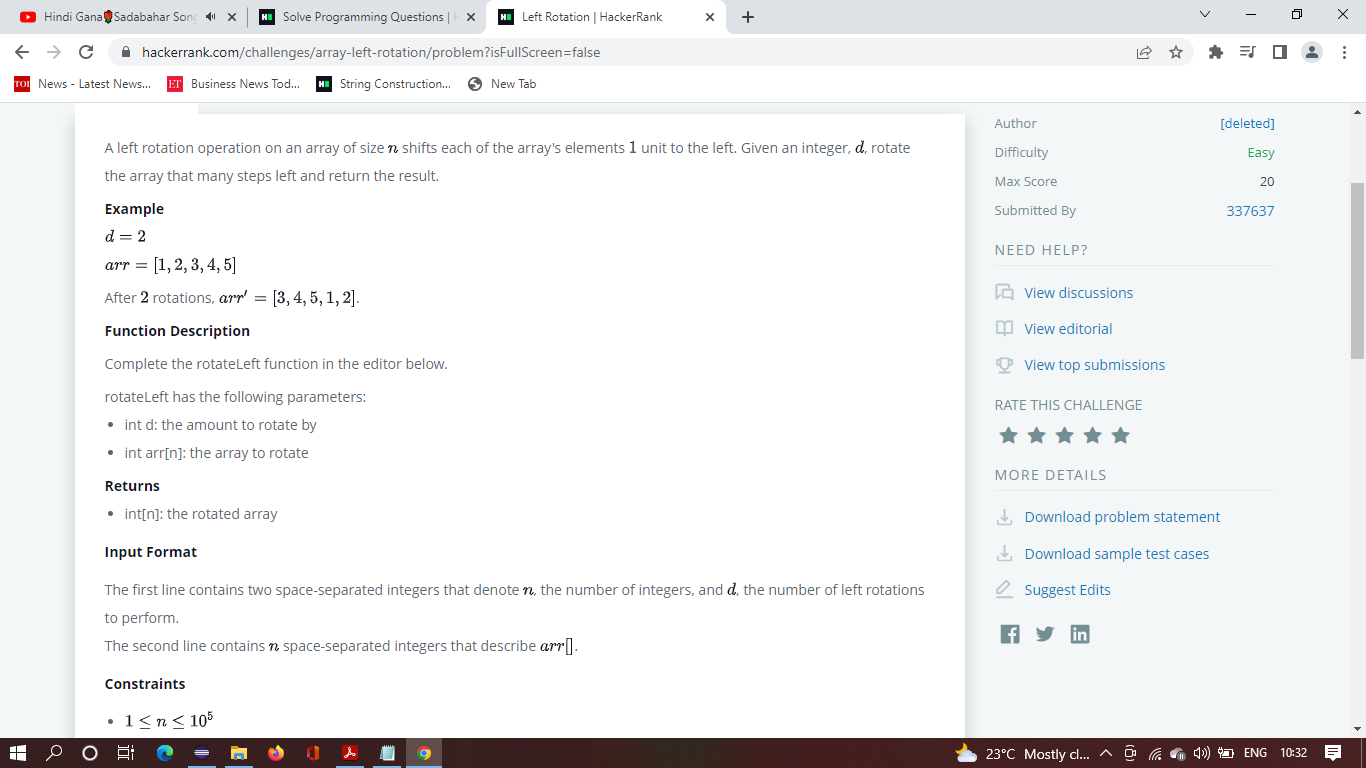 Hindi Gana🌹Sadabahar Song
Solve Programming Questions | H
Left Rotation | HackerRank
hackerrank.com/challenges/array-left-rotation/problem?isFullScreen=false
TOI News - Latest News...
ET Business News Tod...
H String Construction...
New Tab
A left rotation operation on an array of size n shifts each of the array's elements 1 unit to the left. Given an integer, d, rotate
the array that many steps left and return the result.
Example
d = 2
arr = [1, 2, 3, 4, 5]
After 2 rotations, arr' = [3, 4, 5, 1, 2].
Function Description
Complete the rotateLeft function in the editor below.
rotateLeft has the following parameters:
• int d: the amount to rotate by
• int arr[n]: the array to rotate
Returns
• int[n]: the rotated array
Input Format
The first line contains two space-separated integers that denote n, the number of integers, and d, the number of left rotations
to perform.
The second line contains n space-separated integers that describe arr[].
Constraints
• 1 ≤ n ≤ 10⁵
Author [deleted]
Difficulty Easy
Max Score 20
Submitted By 337637
NEED HELP?
View discussions
View editorial
View top submissions
RATE THIS CHALLENGE
MORE DETAILS
Download problem statement
Download sample test cases
Suggest Edits
23°C Mostly cl... ENG 10:32